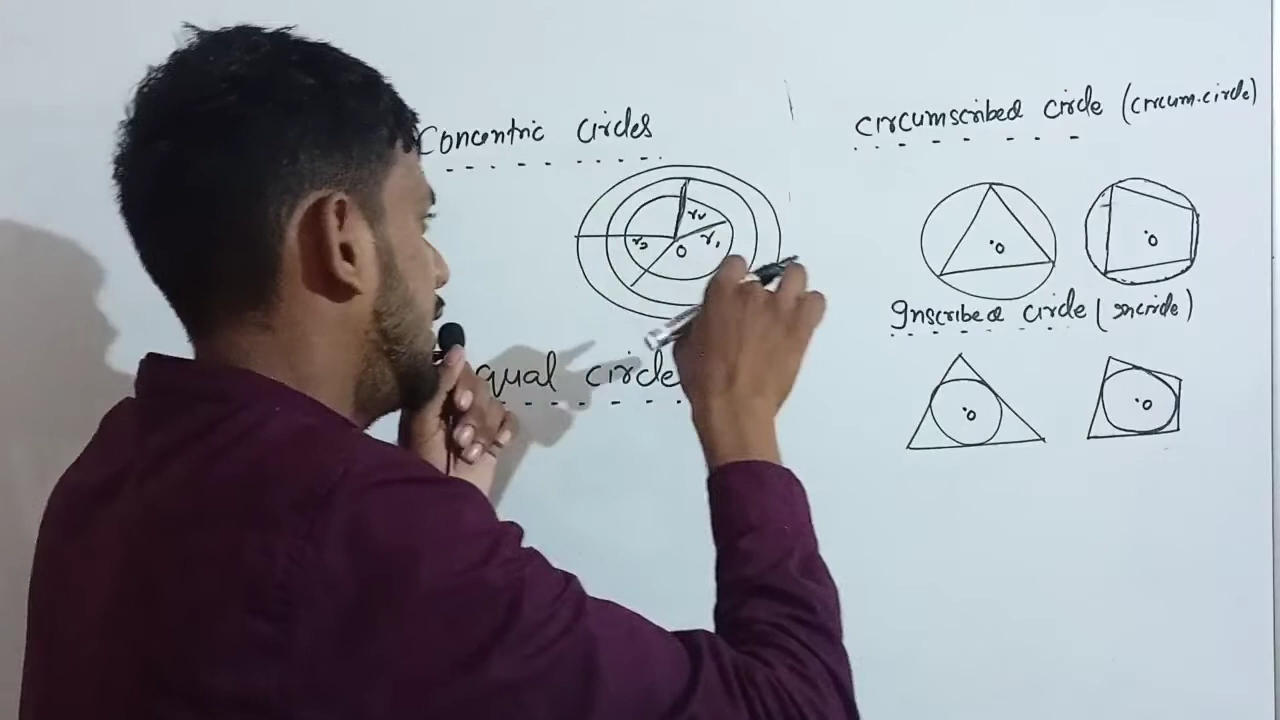 Concentric circles
r2
r3
r1
O
qual circle
circumscribed circle (circum.circle)
O
O
Inscribed circle (incircle)
O
O